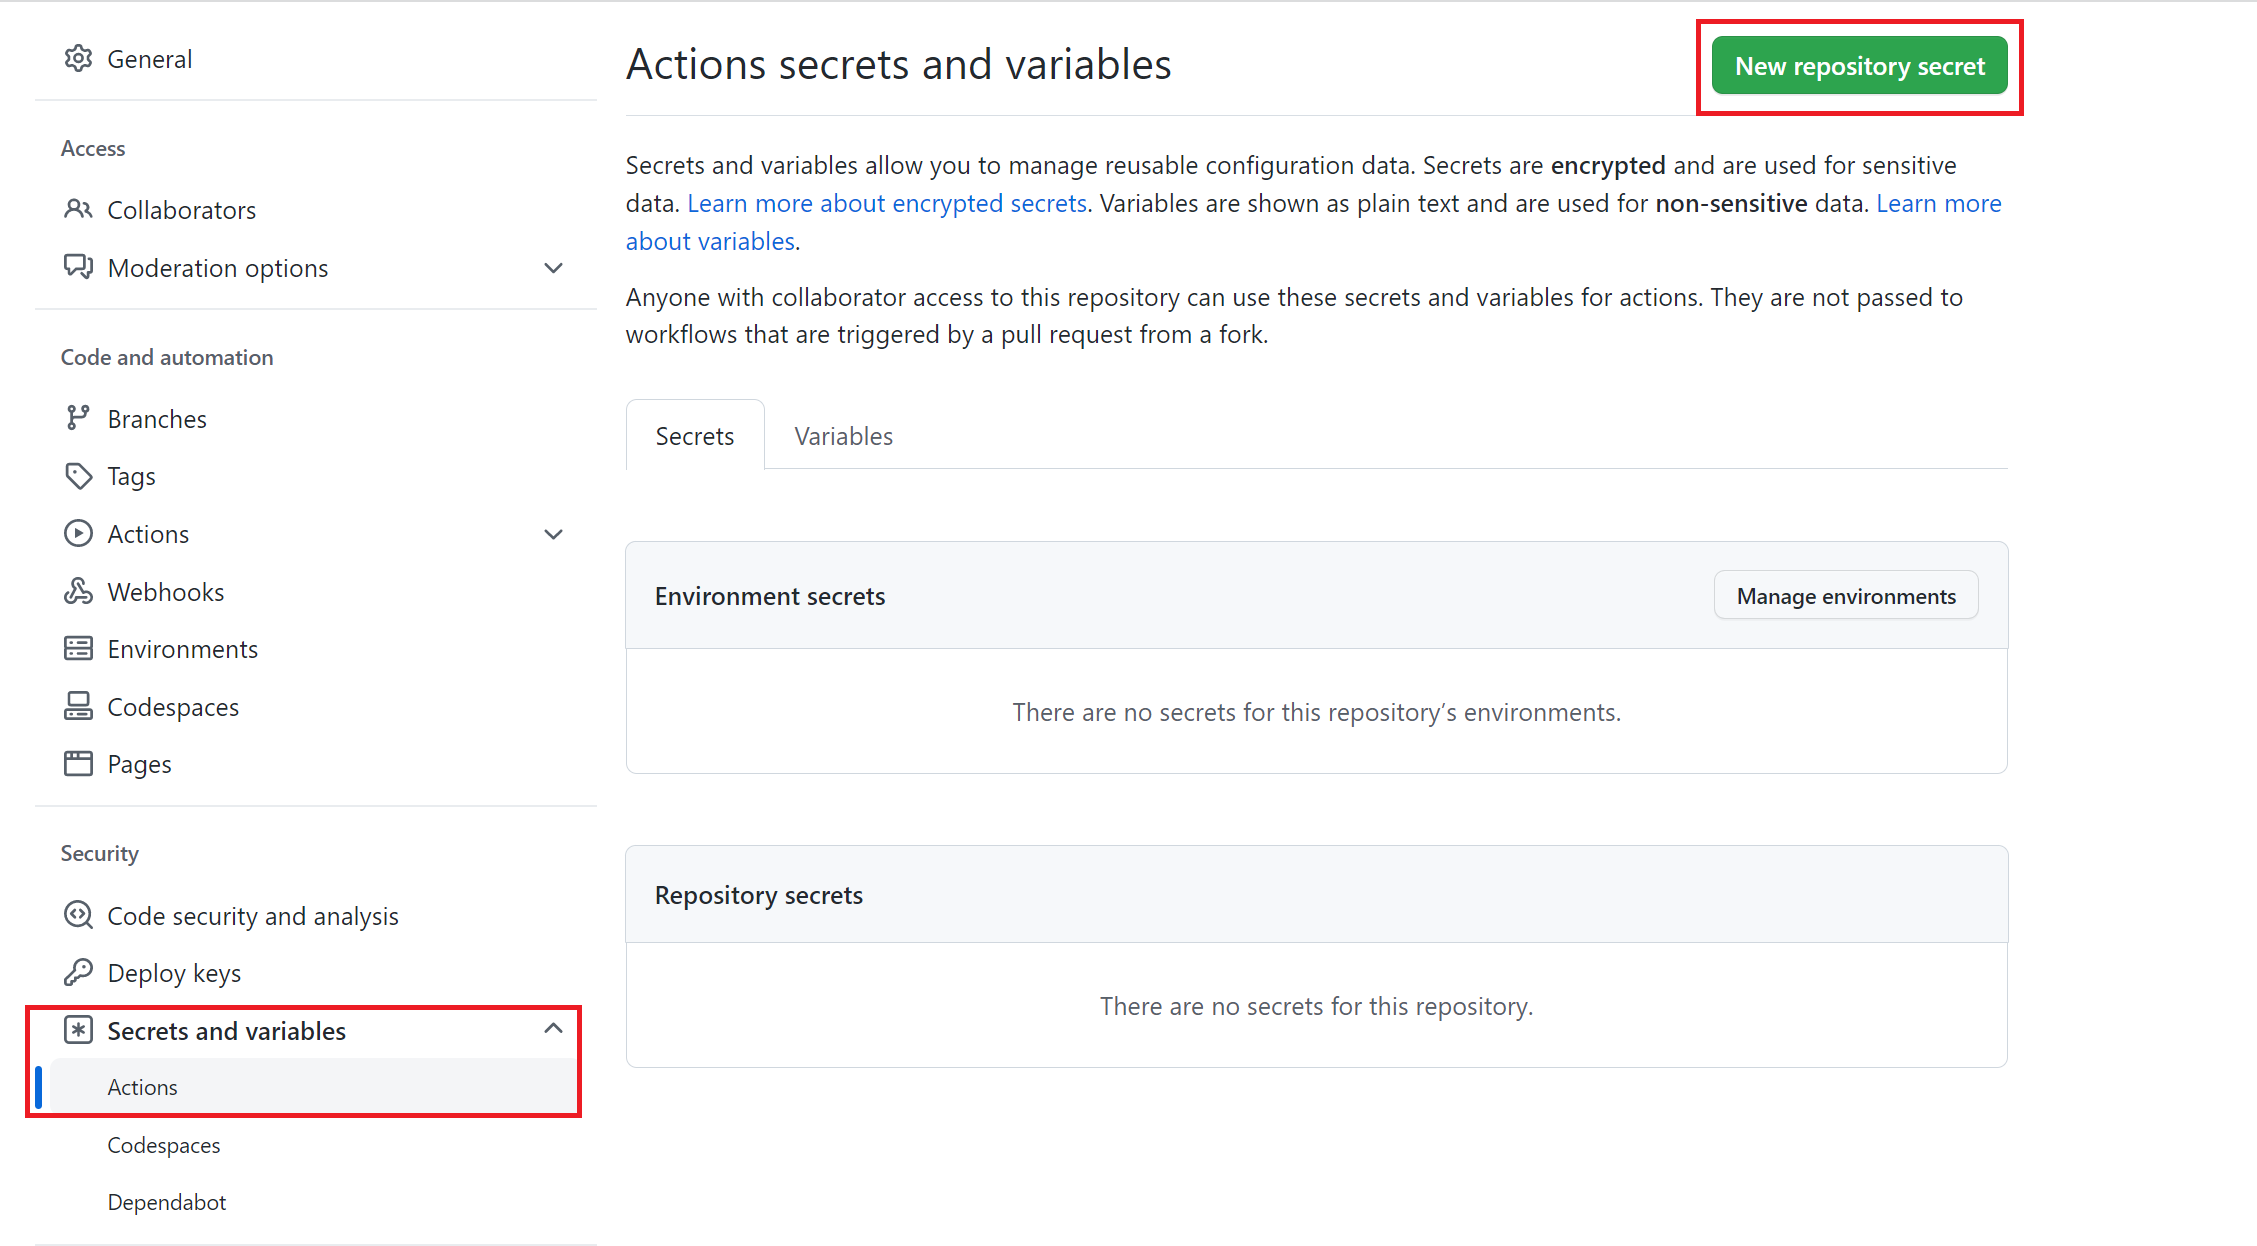 General
Access
Collaborators
Moderation options
Code and automation
Branches
Tags
Actions
Webhooks
Environments
Codespaces
Pages
Security
Code security and analysis
Deploy keys
Secrets and variables
Actions
Codespaces
Dependabot
Actions secrets and variables
New repository secret
Secrets and variables allow you to manage reusable configuration data. Secrets are encrypted and are used for sensitive
data. Learn more about encrypted secrets. Variables are shown as plain text and are used for non-sensitive data. Learn more
about variables.
Anyone with collaborator access to this repository can use these secrets and variables for actions. They are not passed to
workflows that are triggered by a pull request from a fork.
Secrets
Variables
Environment secrets
Manage environments
There are no secrets for this repository’s environments.
Repository secrets
There are no secrets for this repository.